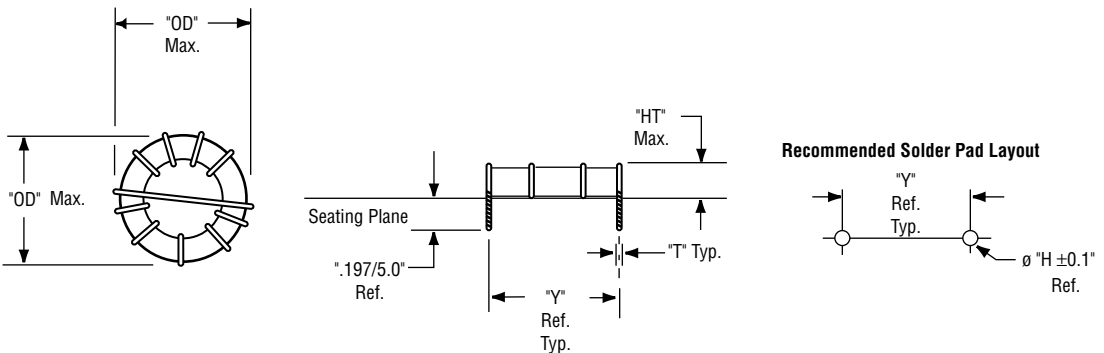 "OD"
Max.
"OD" Max.
"HT"
Max.
Seating Plane
".197/5.0"
Ref.
"T" Typ.
"Y"
Ref.
Typ.
Recommended Solder Pad Layout
"Y"
Ref.
Typ.
ø "H ±0.1"
Ref.